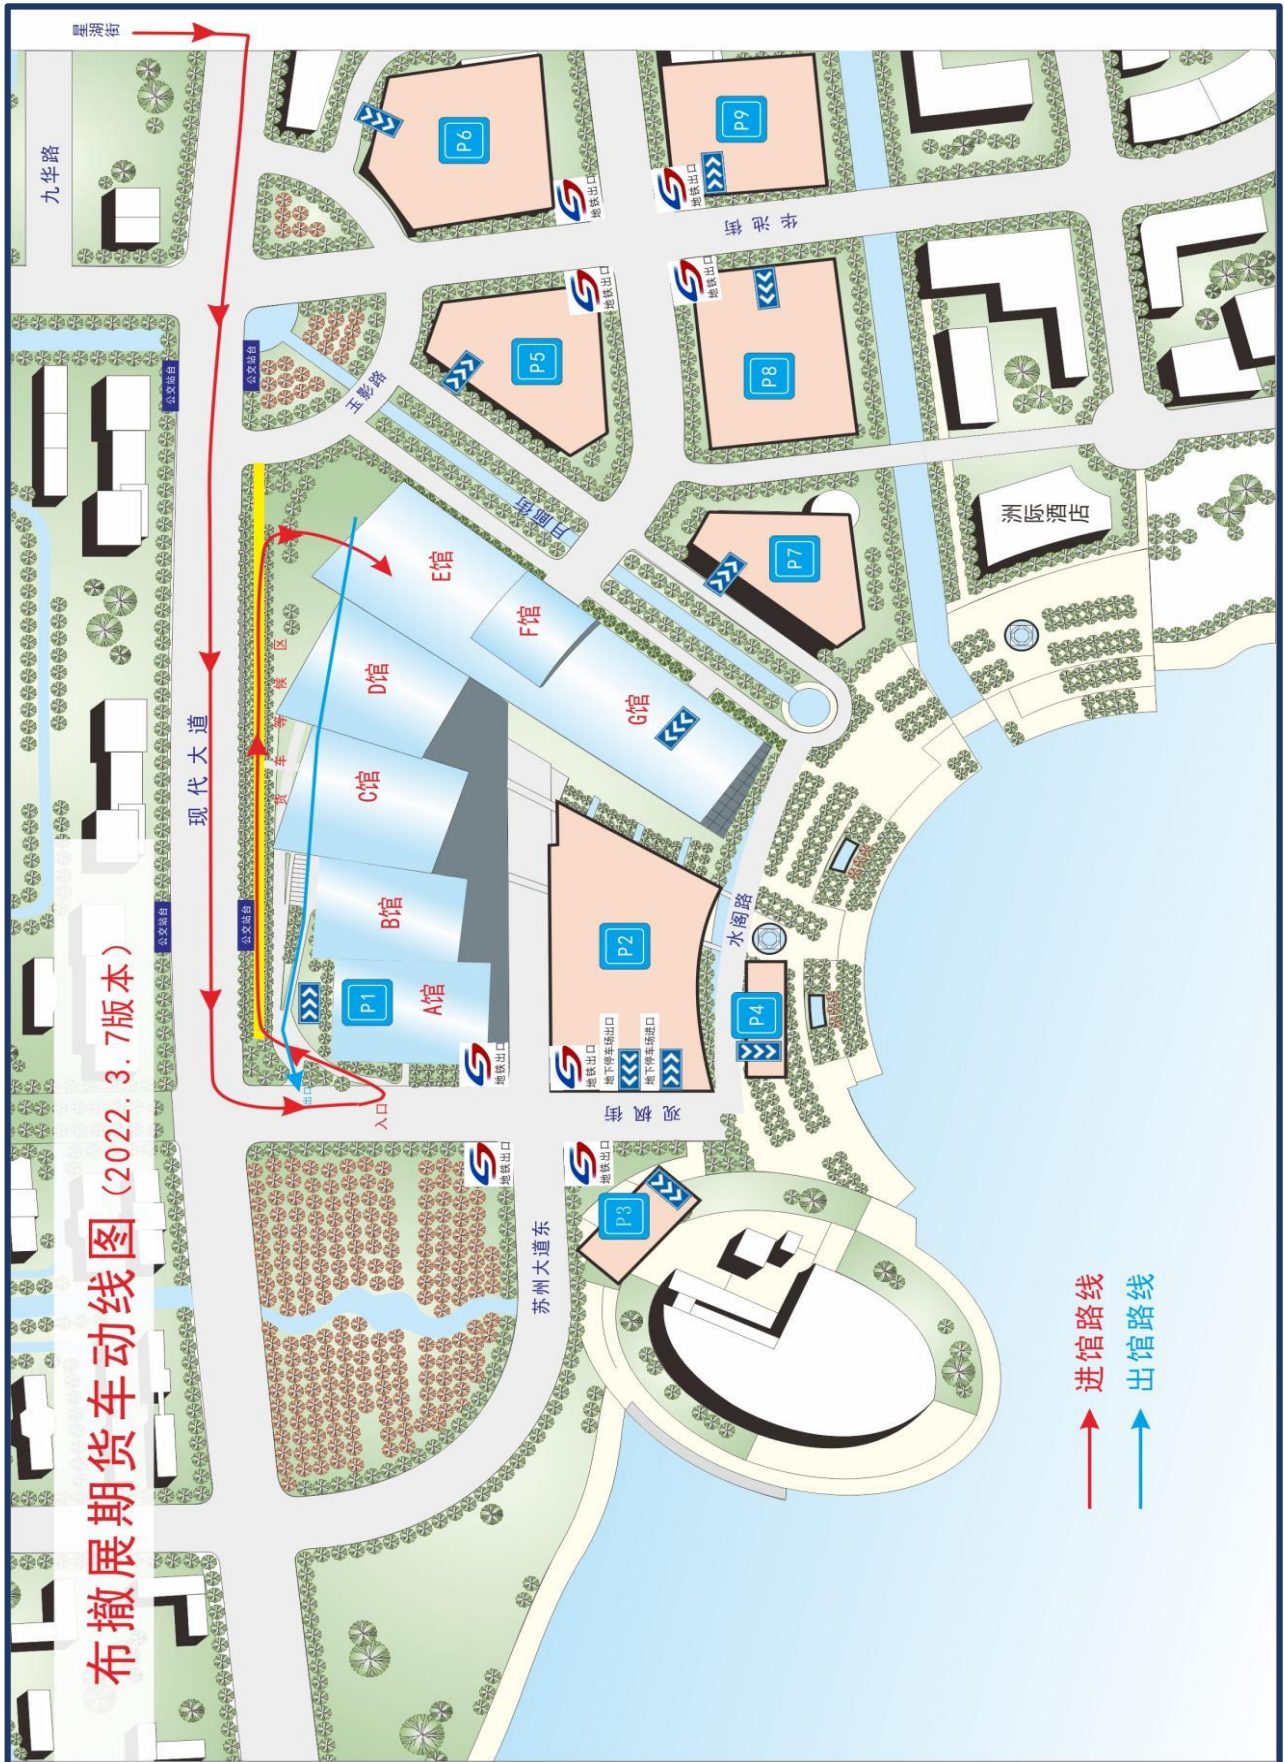 布撤展期货车动线图(2022.3.7版本)
九华路
星湖街
现代大道
公交站台
公交站台
公交站台
公交站台
货车等候区
出口
入口
P1
A馆
B馆
C馆
D馆
E馆
F馆
G馆
玉影路
月廊街
P5
P6
地铁出口
地铁出口
地铁出口
地铁出口
地铁出口
地铁出口
地铁出口
地铁出口
苏州大道东
观枫街
华池街
P2
地下停车场出口
地下停车场进口
P3
P4
水阁路
P7
P8
P9
洲际酒店
进馆路线
出馆路线